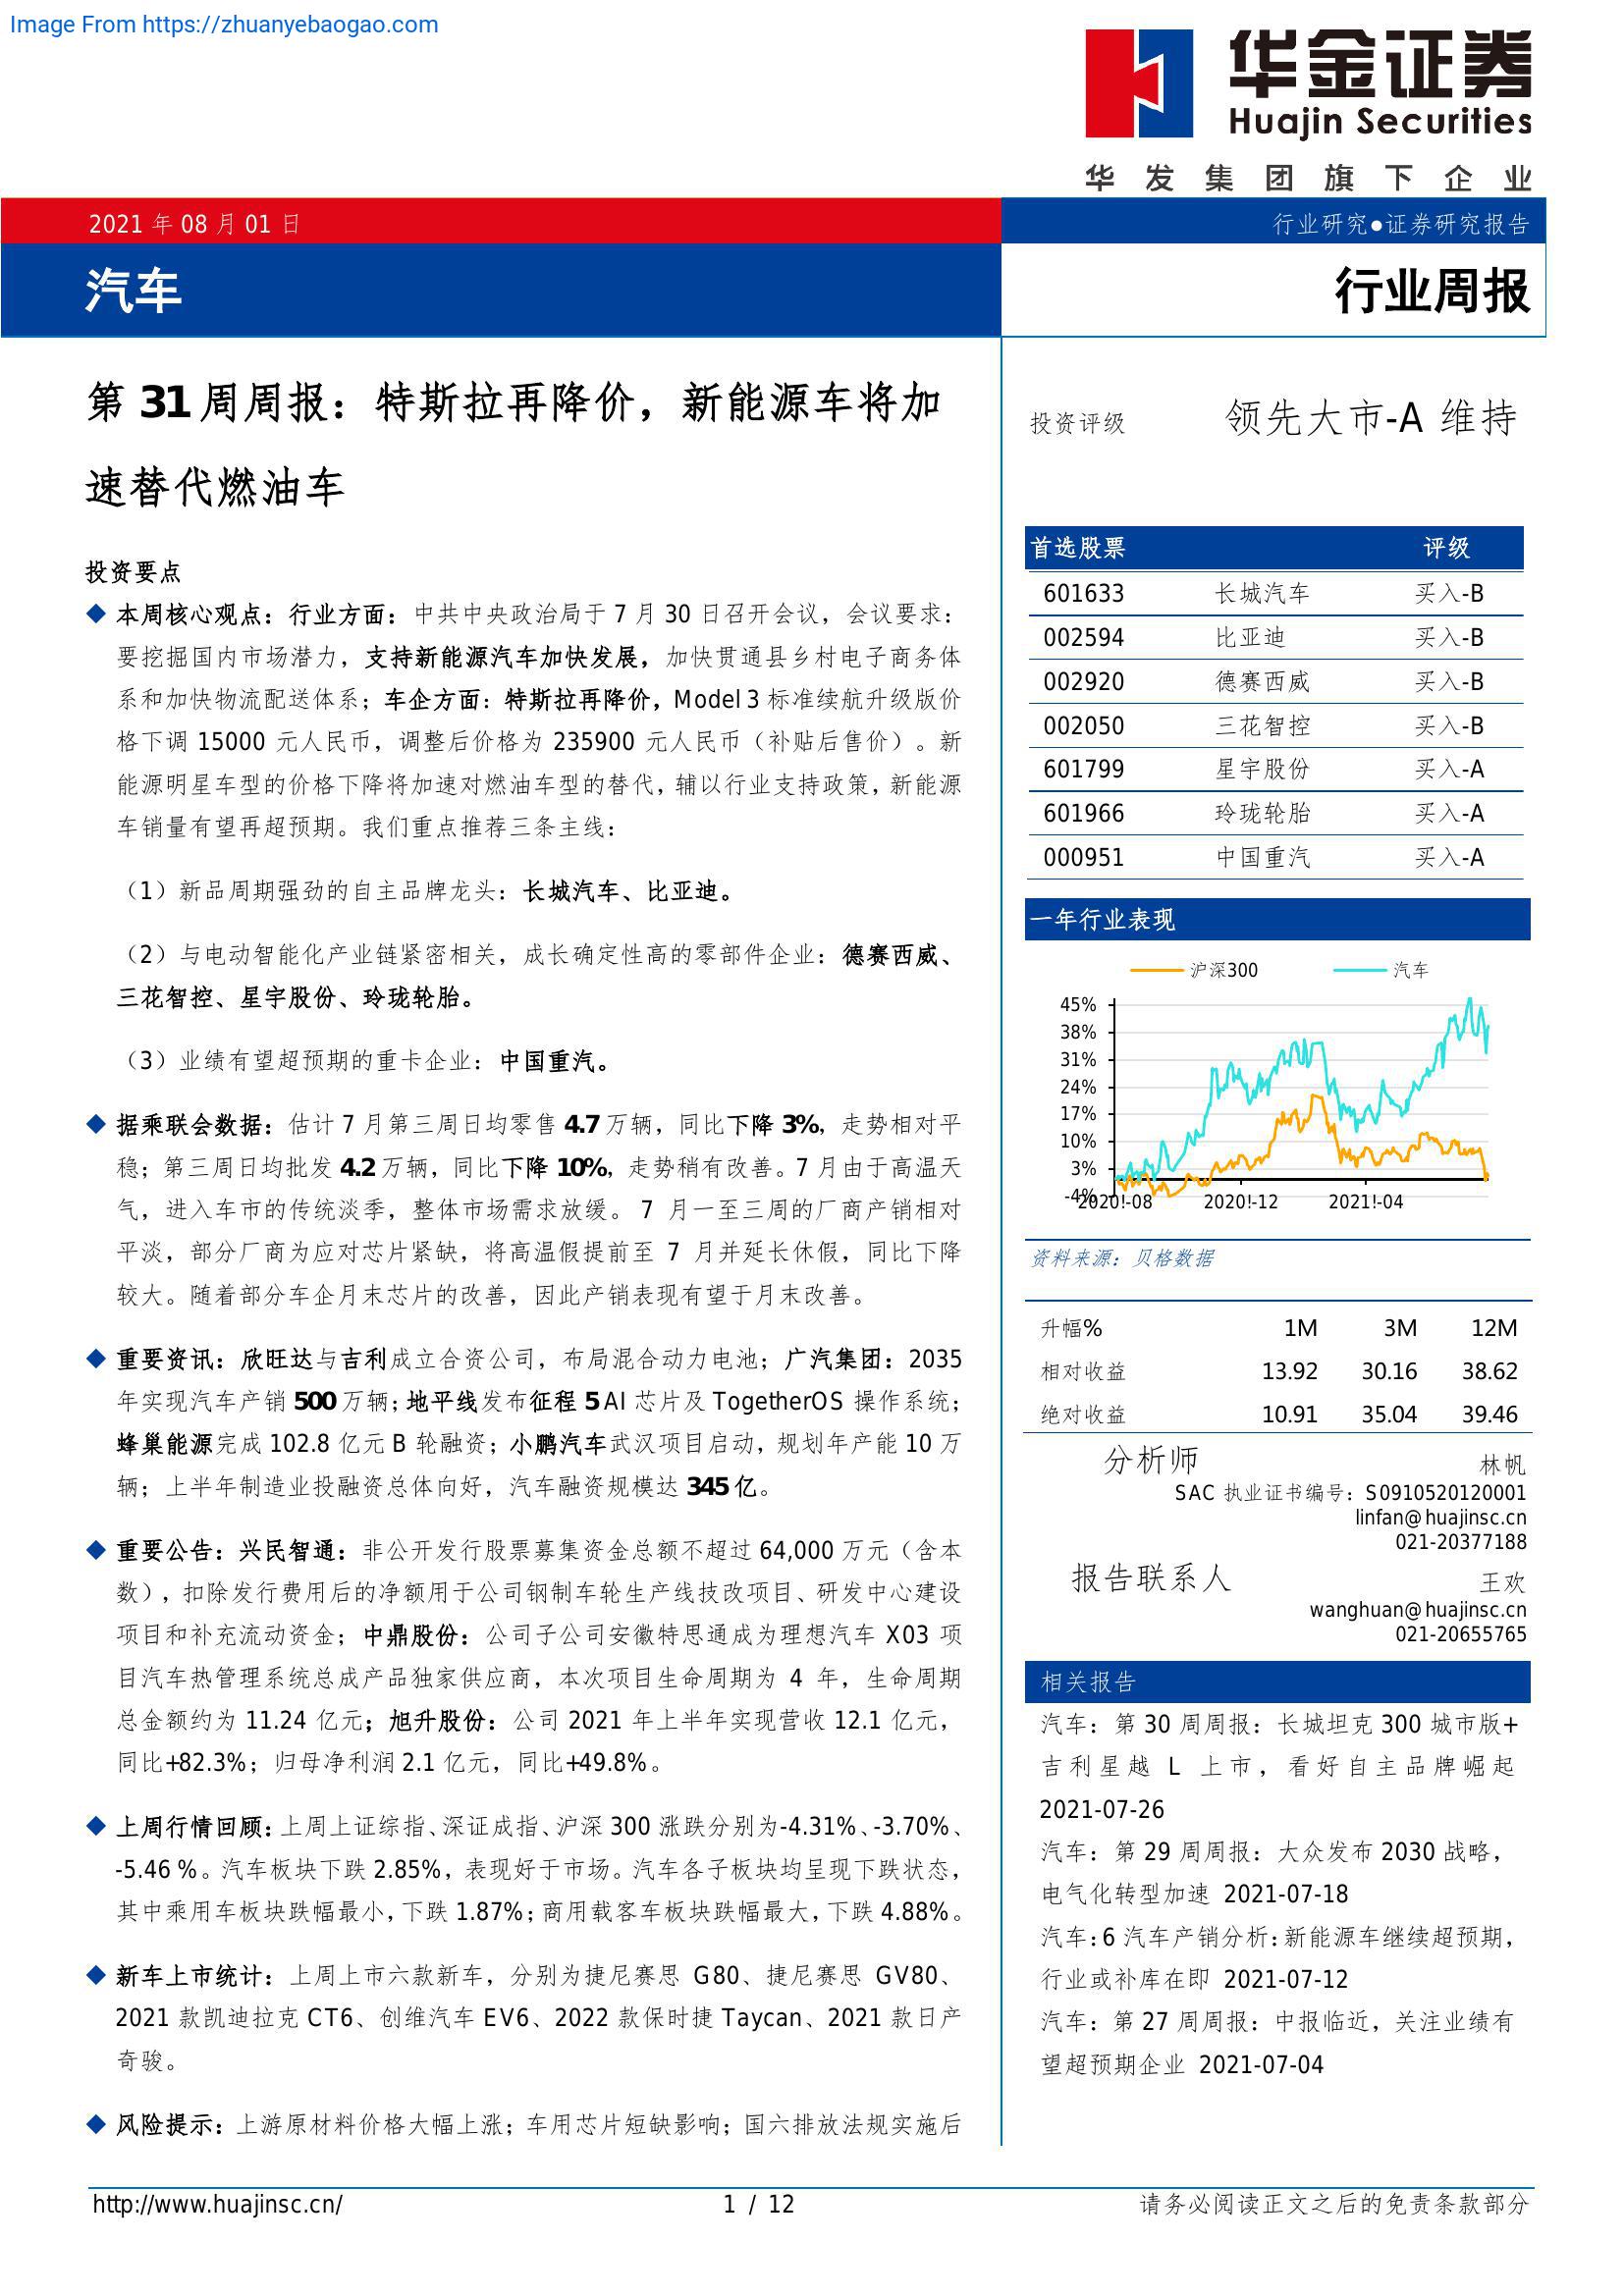 Image From https://zhuanyebaogao.com
华金证券
Huajin Securities
华发集团旗下企业
2021 年 08 月 01 日
行业研究●证券研究报告
汽车
行业周报
第 31 周周报：特斯拉再降价，新能源车将加
速替代燃油车
投资要点
◆ 本周核心观点：行业方面：中共中央政治局于 7 月 30 日召开会议，会议要求：
要挖掘国内市场潜力，支持新能源汽车加快发展，加快贯通县乡村电子商务体
系和加快物流配送体系；车企方面：特斯拉再降价，Model 3 标准续航升级版价
格下调 15000 元人民币，调整后价格为 235900 元人民币（补贴后售价）。新
能源明星车型的价格下降将加速对燃油车型的替代，辅以行业支持政策，新能源
车销量有望再超预期。我们重点推荐三条主线：
（1）新品周期强劲的自主品牌龙头：长城汽车、比亚迪。
（2）与电动智能化产业链紧密相关，成长确定性高的零部件企业：德赛西威、
三花智控、星宇股份、玲珑轮胎。
（3）业绩有望超预期的重卡企业：中国重汽。
◆ 据乘联会数据：估计 7 月第三周日均零售 4.7 万辆，同比下降 3%，走势相对平
稳；第三周日均批发 4.2 万辆，同比下降 10%，走势稍有改善。7 月由于高温天
气，进入车市的传统淡季，整体市场需求放缓。 7 月一至三周的厂商产销相对
平淡，部分厂商为应对芯片紧缺，将高温假提前至 7 月并延长休假，同比下降
较大。随着部分车企月末芯片的改善，因此产销表现有望于月末改善。
◆ 重要资讯：欣旺达与吉利成立合资公司，布局混合动力电池；广汽集团：2035
年实现汽车产销 500 万辆；地平线发布征程 5 AI 芯片及 TogetherOS 操作系统；
蜂巢能源完成 102.8 亿元 B 轮融资；小鹏汽车武汉项目启动，规划年产能 10 万
辆；上半年制造业投融资总体向好，汽车融资规模达 345 亿。
◆ 重要公告：兴民智通：非公开发行股票募集资金总额不超过 64,000 万元（含本
数），扣除发行费用后的净额用于公司钢制车轮生产线技改项目、研发中心建设
项目和补充流动资金；中鼎股份：公司子公司安徽特思通成为理想汽车 X03 项
目汽车热管理系统总成产品独家供应商，本次项目生命周期为 4 年，生命周期
总金额约为 11.24 亿元；旭升股份：公司 2021 年上半年实现营收 12.1 亿元，
同比+82.3%；归母净利润 2.1 亿元，同比+49.8%。
◆ 上周行情回顾：上周上证综指、深证成指、沪深 300 涨跌分别为-4.31%、-3.70%、
-5.46 %。汽车板块下跌 2.85%，表现好于市场。汽车各子板块均呈现下跌状态，
其中乘用车板块跌幅最小，下跌 1.87%；商用载客车板块跌幅最大，下跌 4.88%。
◆ 新车上市统计：上周上市六款新车，分别为捷尼赛思 G80、捷尼赛思 GV80、
2021 款凯迪拉克 CT6、创维汽车 EV6、2022 款保时捷 Taycan、2021 款日产
奇骏。
◆ 风险提示：上游原材料价格大幅上涨；车用芯片短缺影响；国六排放法规实施后
投资评级 领先大市-A 维持
首选股票 评级
601633 长城汽车 买入-B
002594 比亚迪 买入-B
002920 德赛西威 买入-B
002050 三花智控 买入-B
601799 星宇股份 买入-A
601966 玲珑轮胎 买入-A
000951 中国重汽 买入-A
一年行业表现
沪深300 汽车
45%
38%
31%
24%
17%
10%
3%
-4%
2020!-08 2020!-12 2021!-04
资料来源：贝格数据
升幅% 1M 3M 12M
相对收益 13.92 30.16 38.62
绝对收益 10.91 35.04 39.46
分析师 林帆
SAC 执业证书编号：S0910520120001
linfan@huajinsc.cn
021-20377188
报告联系人 王欢
wanghuan@huajinsc.cn
021-20655765
相关报告
汽车：第 30 周周报：长城坦克 300 城市版+
吉利星越 L 上市，看好自主品牌崛起
2021-07-26
汽车：第 29 周周报：大众发布 2030 战略，
电气化转型加速 2021-07-18
汽车：6 汽车产销分析：新能源车继续超预期，
行业或补库在即 2021-07-12
汽车：第 27 周周报：中报临近，关注业绩有
望超预期企业 2021-07-04
http://www.huajinsc.cn/ 1 / 12 请务必阅读正文之后的免责条款部分